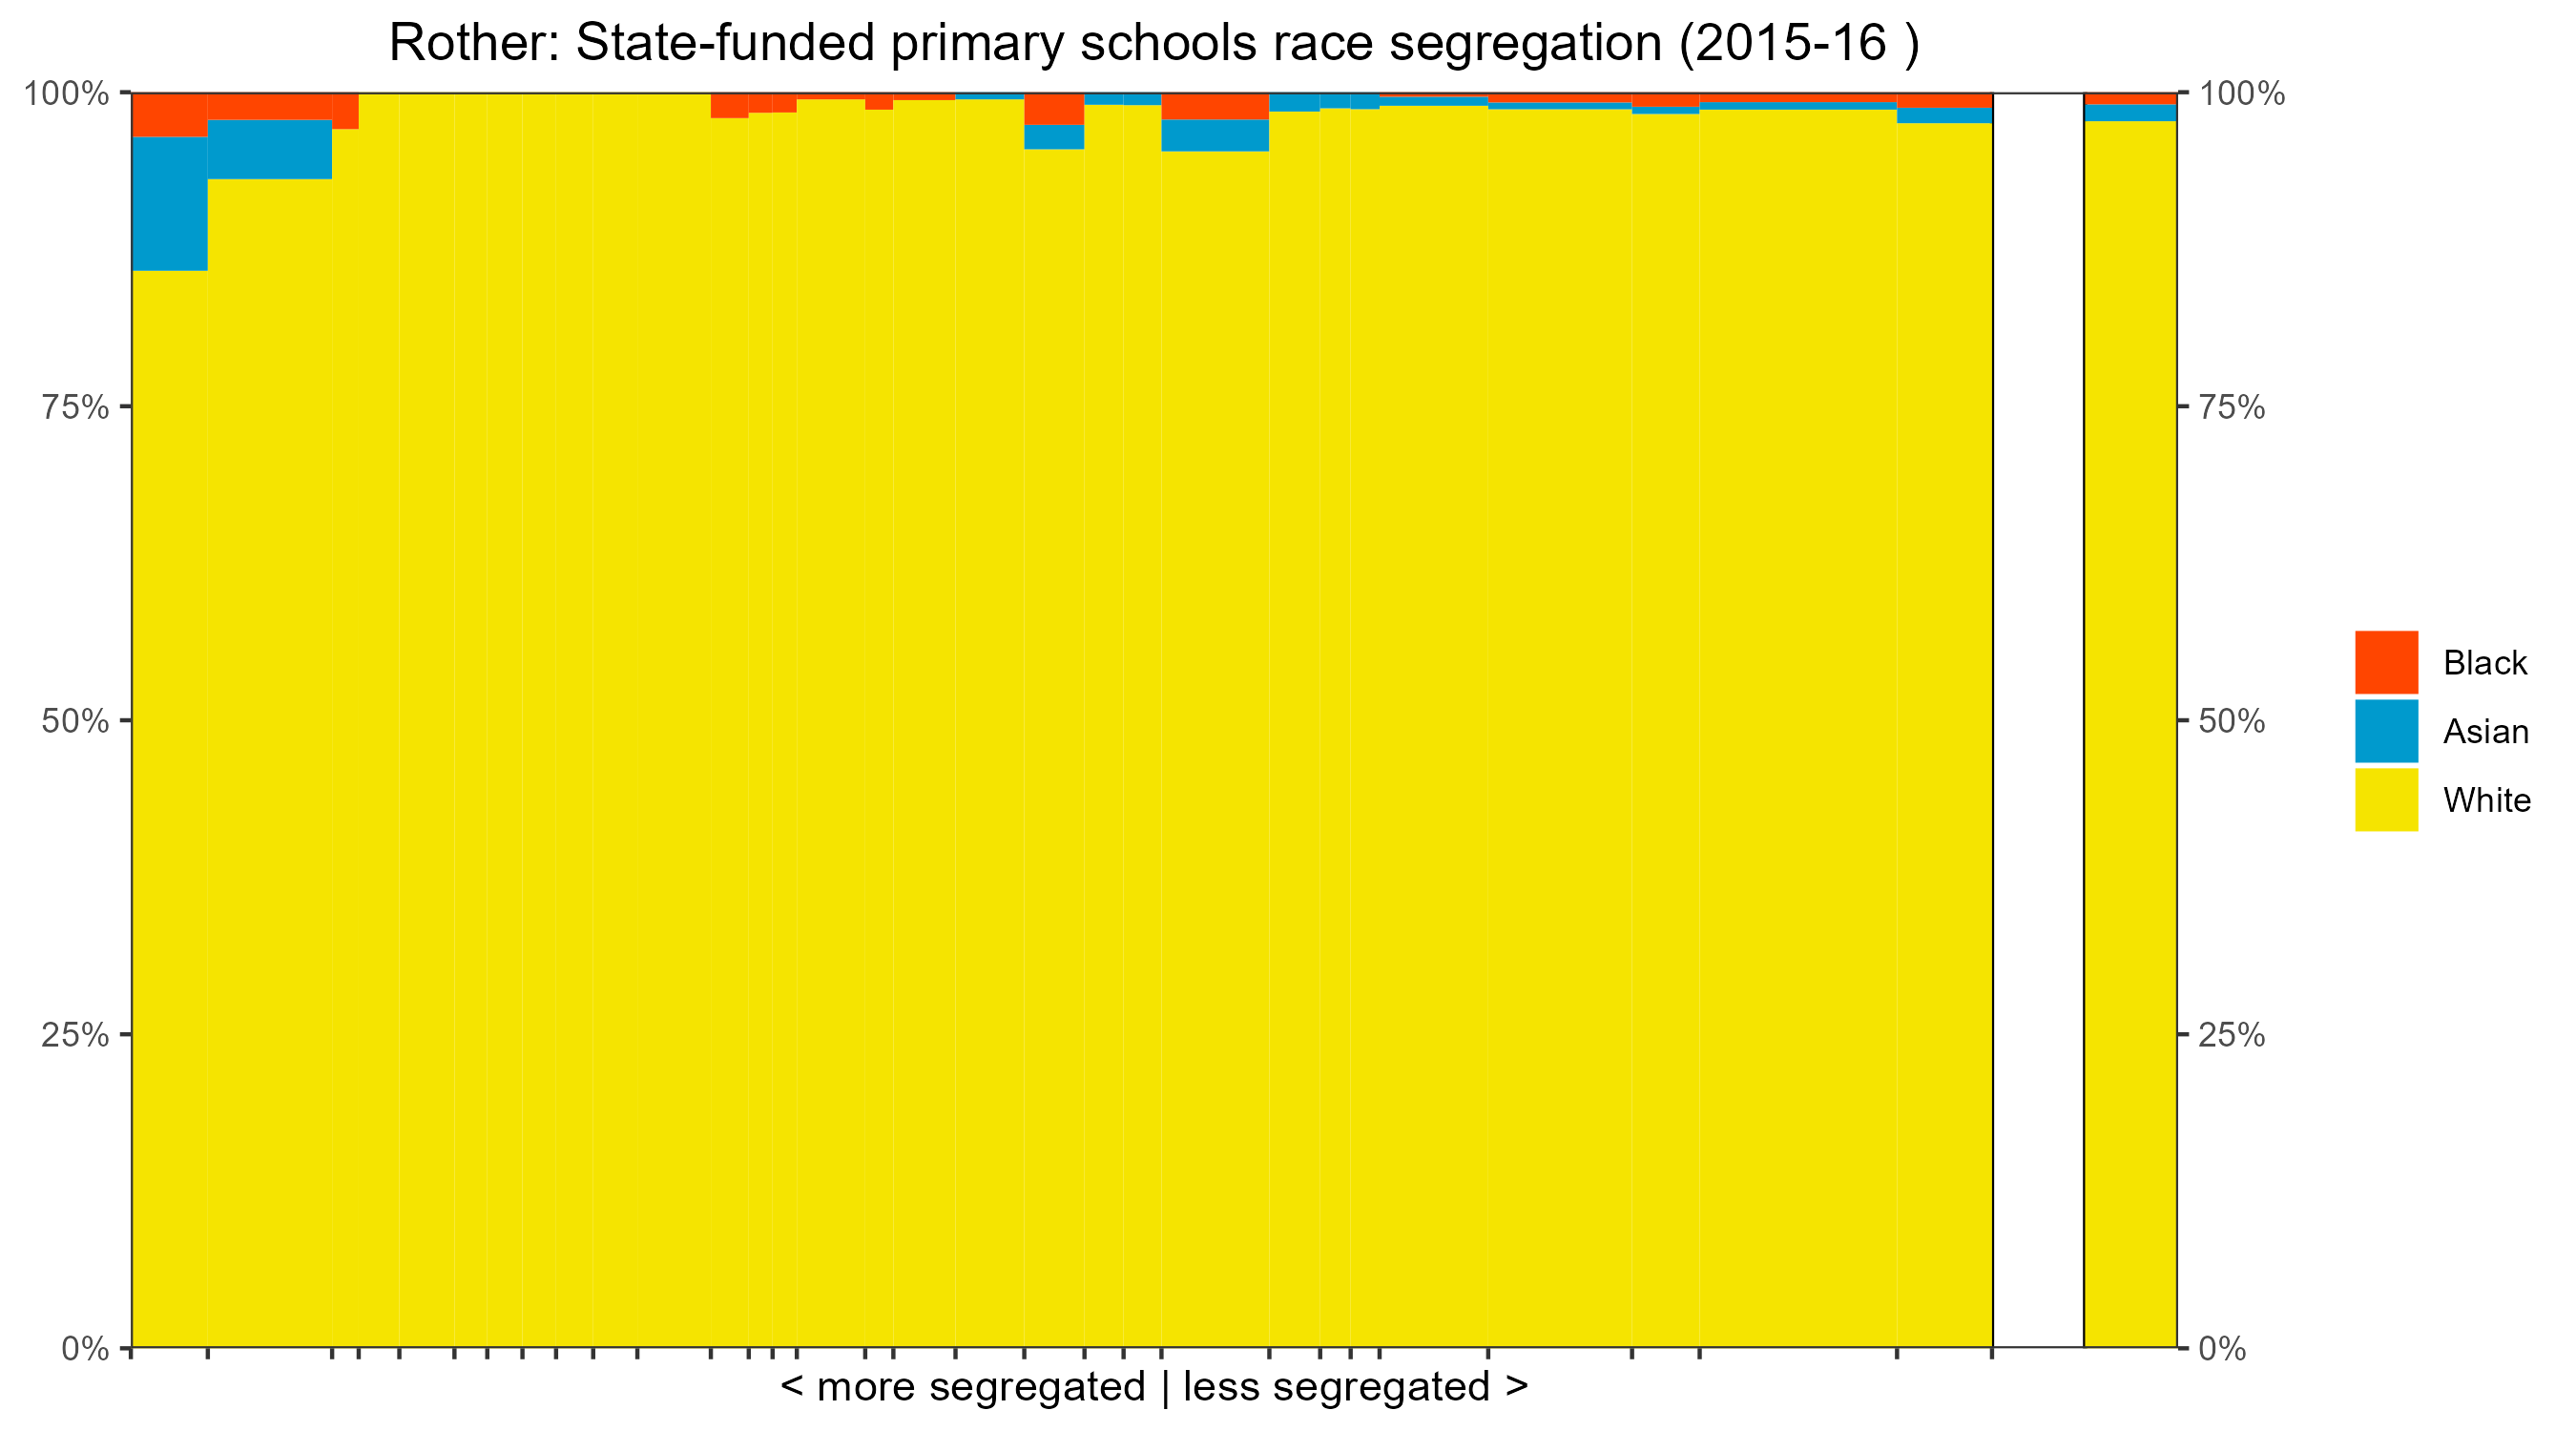 Rother: State-funded primary schools race segregation (2015-16 )
100%
75%
50%
25%
0%
100%
75%
50%
25%
0%
Black
Asian
White
< more segregated | less segregated >